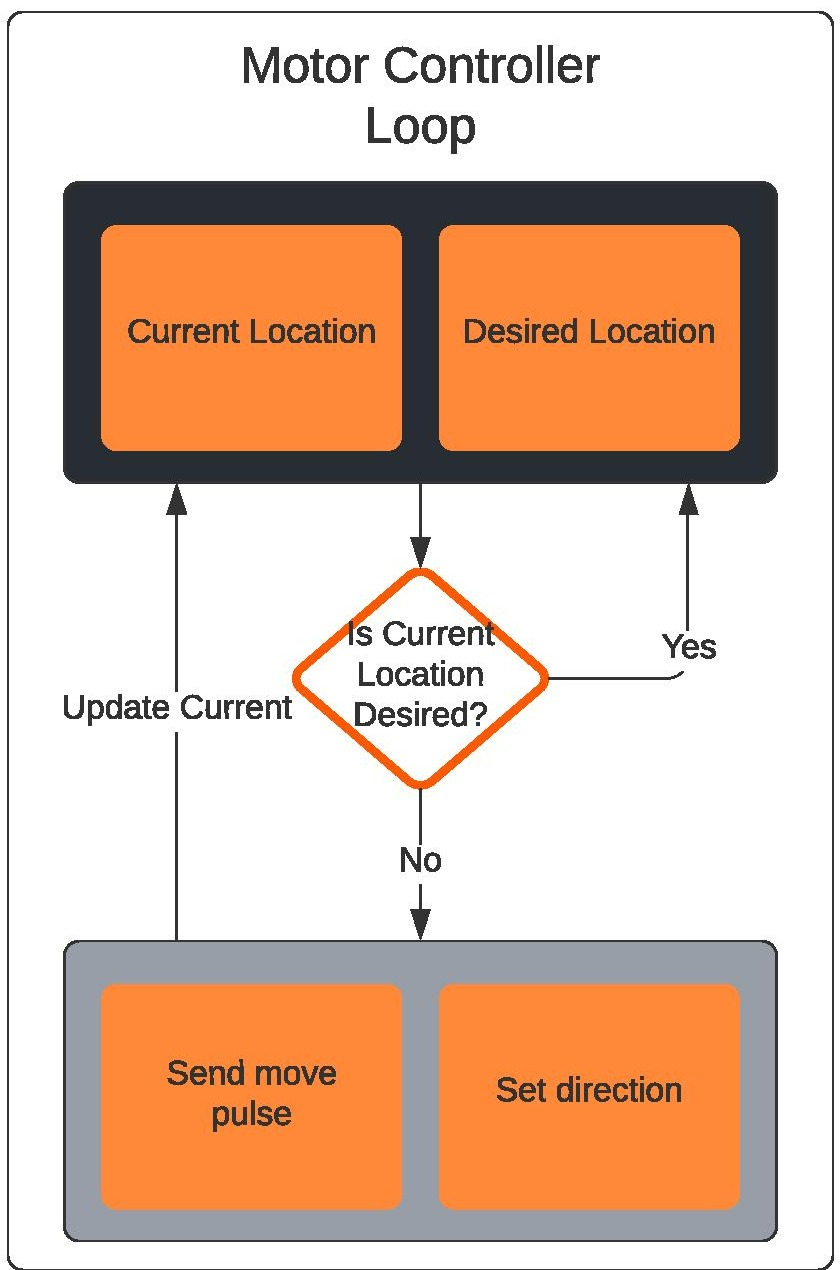 Motor Controller
Loop
Current Location
Desired Location
Is Current
Location
Desired?
Yes
Update Current
No
Send move
pulse
Set direction